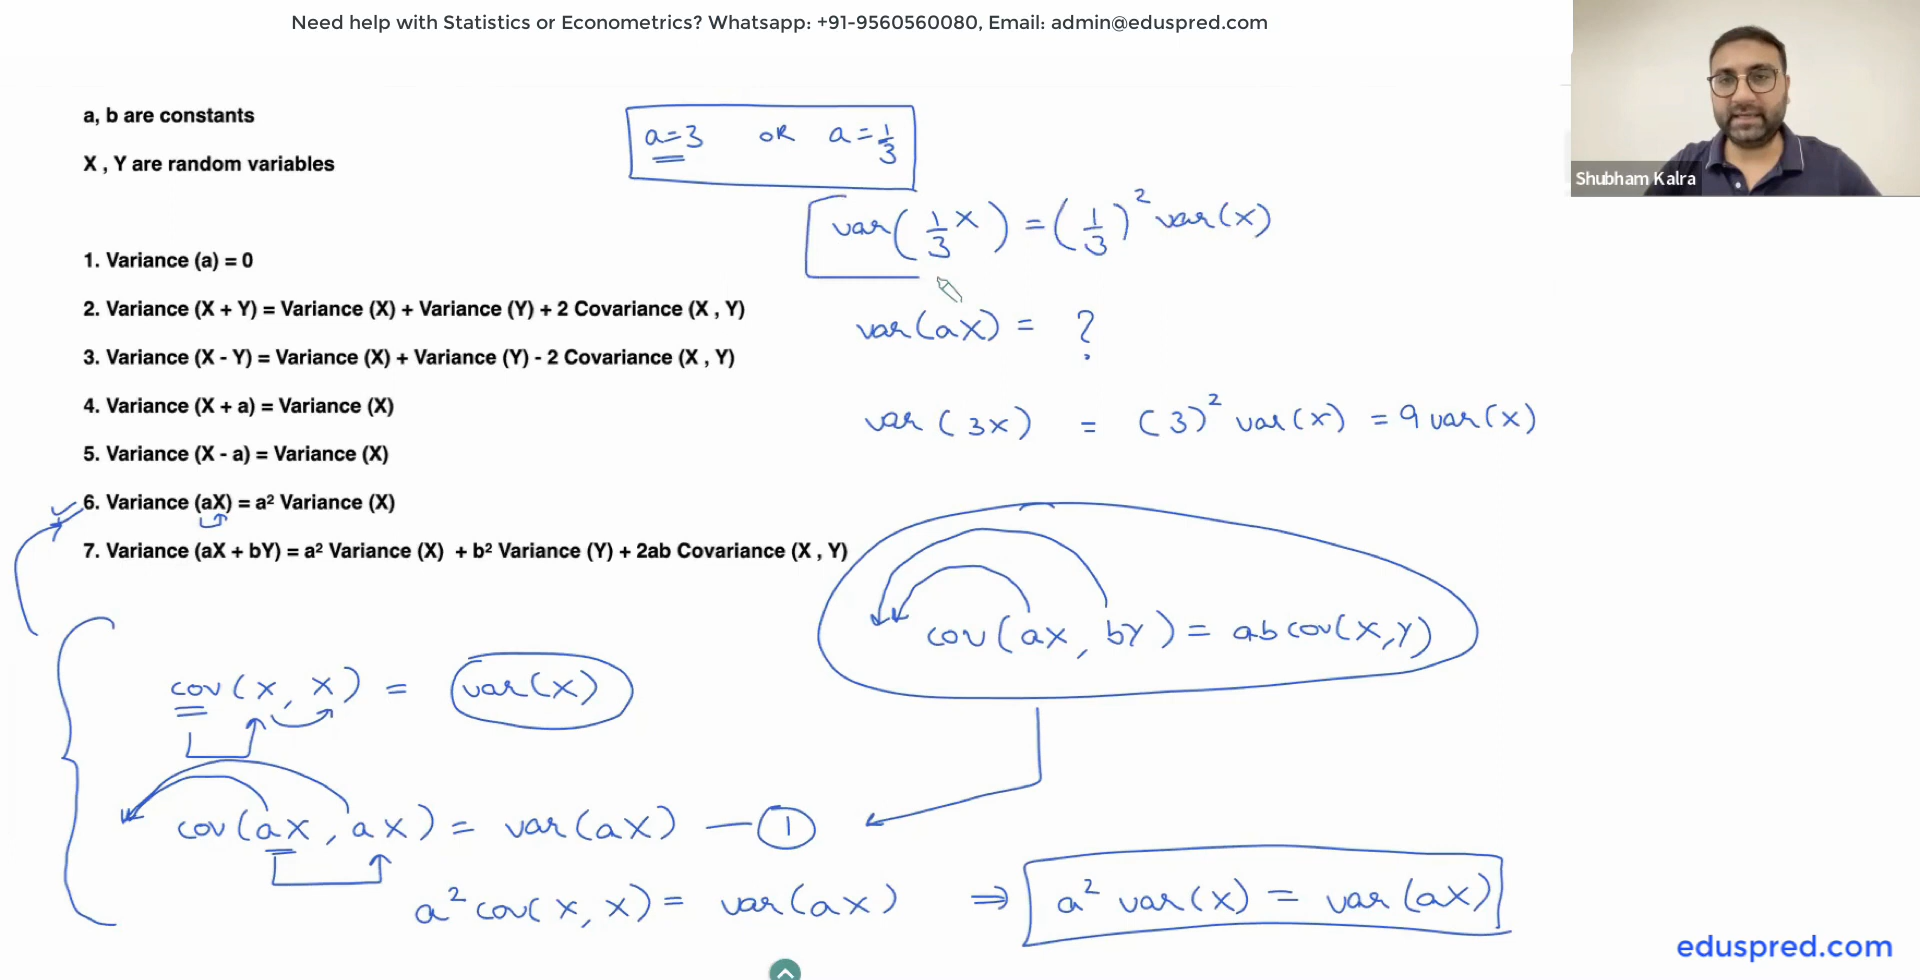 Need help with Statistics or Econometrics? Whatsapp: +91-9560560080, Email: admin@eduspred.com
Shubham Kalra
a, b are constants
X , Y are random variables
a=3 OR a=1/3
var(1/3 x) = (1/3)² var(x)
1. Variance (a) = 0
2. Variance (X + Y) = Variance (X) + Variance (Y) + 2 Covariance (X , Y)
var(ax) = ?
3. Variance (X - Y) = Variance (X) + Variance (Y) - 2 Covariance (X , Y)
4. Variance (X + a) = Variance (X)
var (3x) = (3)² var(x) = 9 var(x)
5. Variance (X - a) = Variance (X)
6. Variance (aX) = a² Variance (X)
7. Variance (aX + bY) = a² Variance (X) + b² Variance (Y) + 2ab Covariance (X , Y)
cov(ax, bY) = ab cov(X,Y)
cov(x, x) = var(x)
cov(ax, ax) = var(ax) — 1
a² cov(x, x) = var(ax) ⇒ a² var(x) = var(ax)
eduspred.com